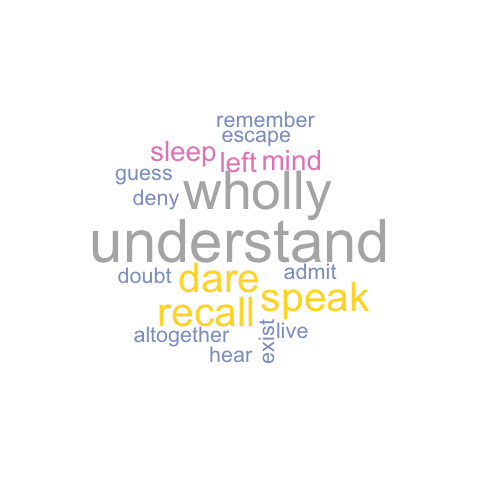 remember
escape
sleep left mind
guess
deny wholly
understand
doubt dare admit
recall speak
altogether exist live
hear